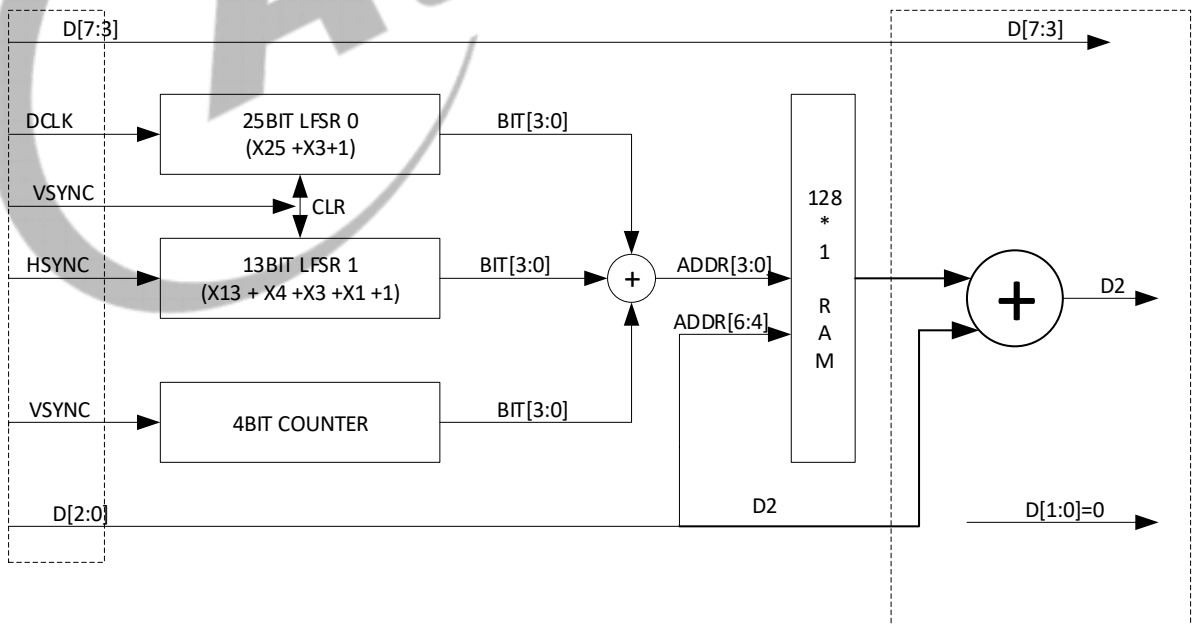 D[7:3]
D[7:3]
DCLK
25BIT LFSR 0
(X25 +X3+1)
BIT[3:0]
VSYNC
CLR
128
*
1
R
A
M
HSYNC
13BIT LFSR 1
(X13 + X4 +X3 +X1 +1)
BIT[3:0]
+
ADDR[3:0]
+
D2
ADDR[6:4]
VSYNC
4BIT COUNTER
BIT[3:0]
D[2:0]
D2
D[1:0]=0